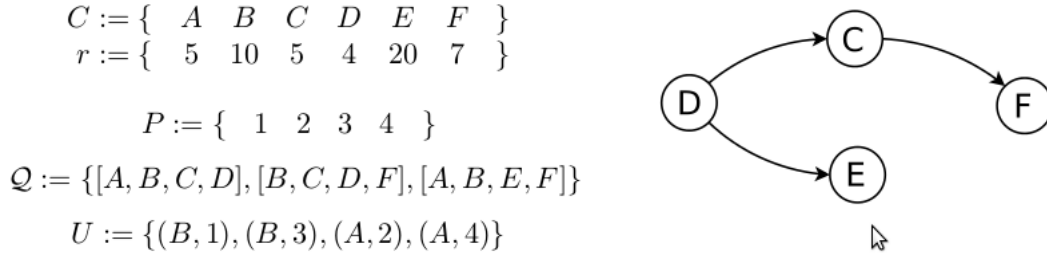 C := { A B C D E F }
r := { 5 10 5 4 20 7 }
P := { 1 2 3 4 }
𝒬 := {[A, B, C, D], [B, C, D, F], [A, B, E, F]}
U := {(B, 1), (B, 3), (A, 2), (A, 4)}
C
D
F
E